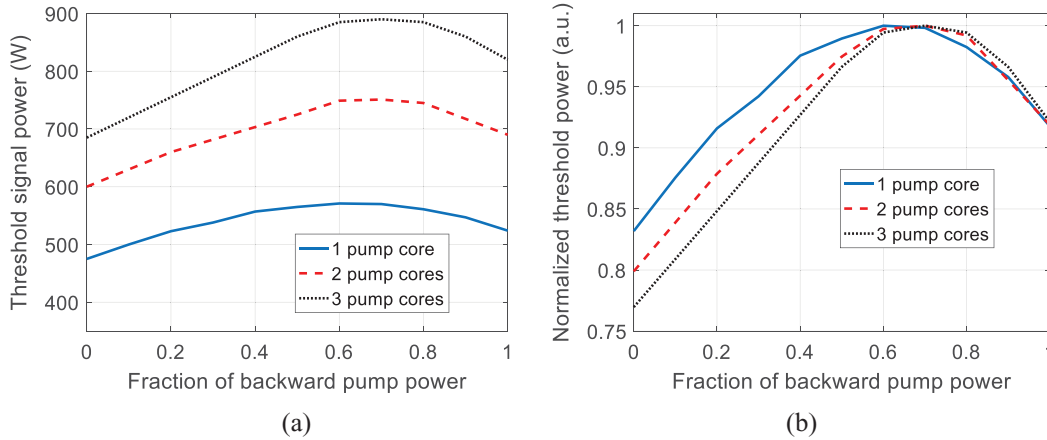 Threshold signal power (W)
900
800
700
600
500
400
1 pump core
2 pump cores
3 pump cores
0
0.2
0.4
0.6
0.8
1
Fraction of backward pump power
(a)
Normalized threshold power (a.u.)
1
0.95
0.9
0.85
0.8
0.75
1 pump core
2 pump cores
3 pump cores
0
0.2
0.4
0.6
0.8
1
Fraction of backward pump power
(b)